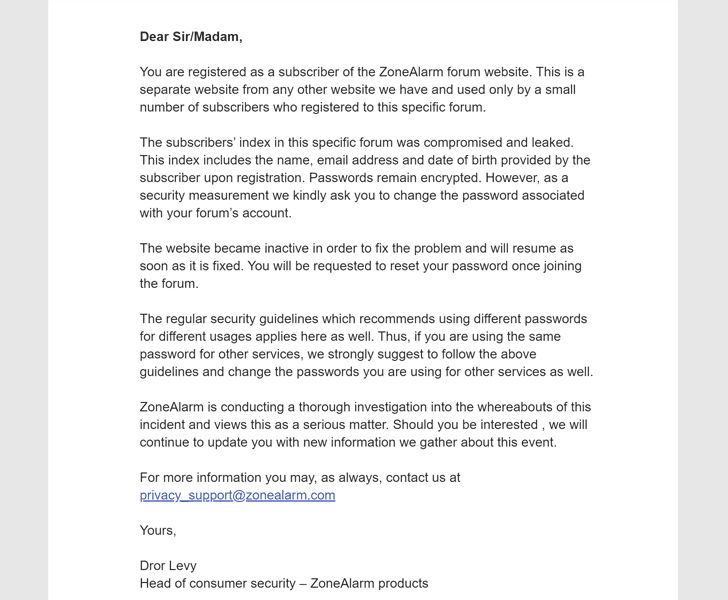 Dear Sir/Madam,
You are registered as a subscriber of the ZoneAlarm forum website. This is a
separate website from any other website we have and used only by a small
number of subscribers who registered to this specific forum.
The subscribers’ index in this specific forum was compromised and leaked.
This index includes the name, email address and date of birth provided by the
subscriber upon registration. Passwords remain encrypted. However, as a
security measurement we kindly ask you to change the password associated
with your forum’s account.
The website became inactive in order to fix the problem and will resume as
soon as it is fixed. You will be requested to reset your password once joining
the forum.
The regular security guidelines which recommends using different passwords
for different usages applies here as well. Thus, if you are using the same
password for other services, we strongly suggest to follow the above
guidelines and change the passwords you are using for other services as well.
ZoneAlarm is conducting a thorough investigation into the whereabouts of this
incident and views this as a serious matter. Should you be interested , we will
continue to update you with new information we gather about this event.
For more information you may, as always, contact us at
privacy_support@zonealarm.com
Yours,
Dror Levy
Head of consumer security – ZoneAlarm products